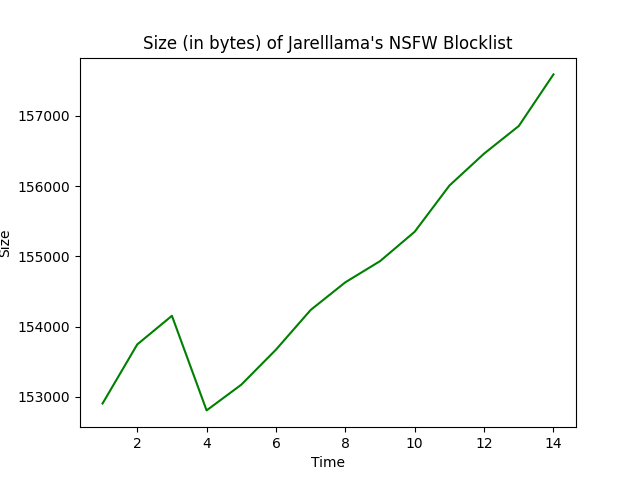 Size (in bytes) of Jarelllama's NSFW Blocklist
157000
156000
155000
154000
153000
Size
2 4 6 8 10 12 14
Time